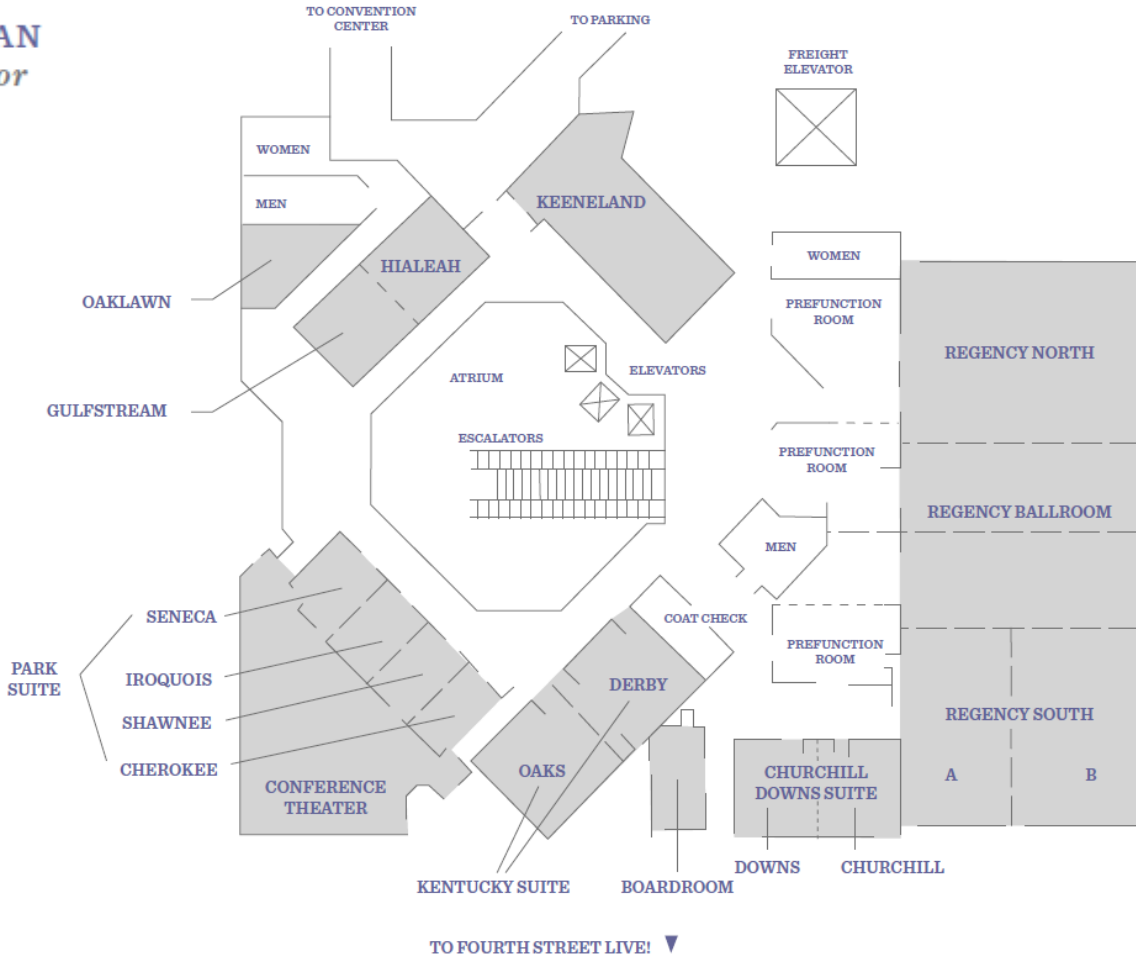 AN
or
TO CONVENTION
CENTER
TO PARKING
FREIGHT
ELEVATOR
WOMEN
MEN
KEENELAND
HIALEAH
WOMEN
OAKLAWN
PREFUNCTION
ROOM
REGENCY NORTH
ATRIUM
ELEVATORS
GULFSTREAM
ESCALATORS
PREFUNCTION
ROOM
REGENCY BALLROOM
MEN
SENECA
COAT CHECK
PARK
SUITE
IROQUOIS
PREFUNCTION
ROOM
DERBY
SHAWNEE
REGENCY SOUTH
CHEROKEE
OAKS
CONFERENCE
THEATER
CHURCHILL
DOWNS SUITE
A
B
DOWNS
CHURCHILL
KENTUCKY SUITE
BOARDROOM
TO FOURTH STREET LIVE!